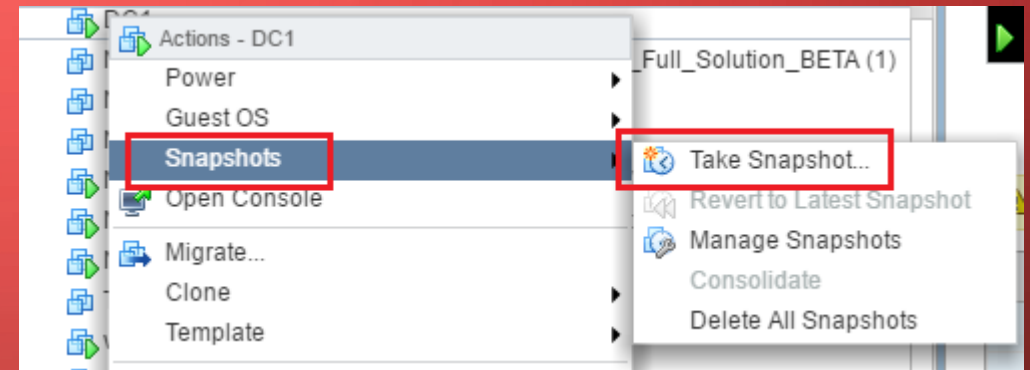 DC1
Actions - DC1
Power
_Full_Solution_BETA (1)
Guest OS
Snapshots
Take Snapshot...
Open Console
Revert to Latest Snapshot
Migrate...
Manage Snapshots
Clone
Consolidate
Template
Delete All Snapshots